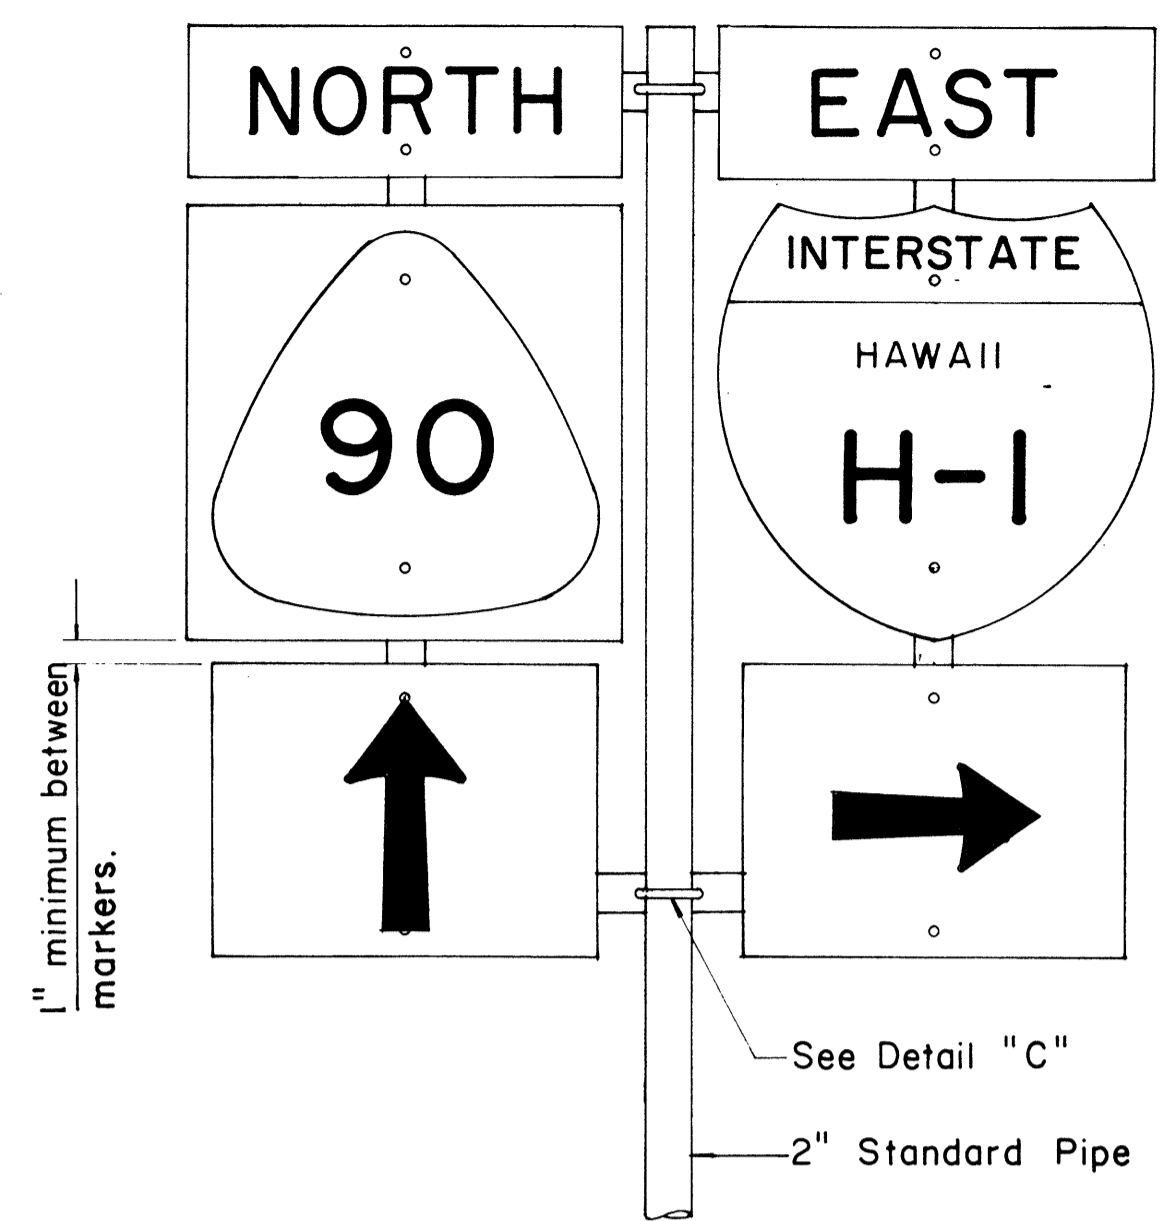 NORTH
EAST
INTERSTATE
HAWAII
90
H-1
1" minimum between
markers.
See Detail "C"
2" Standard Pipe